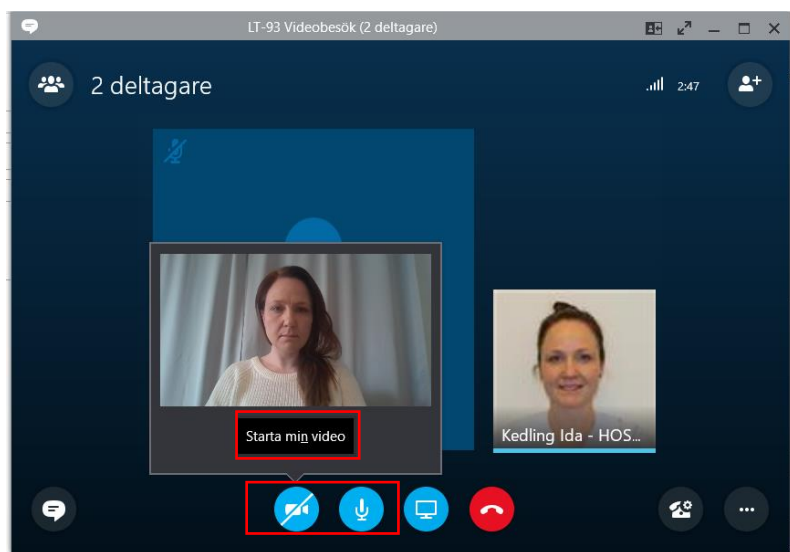 LT-93 Videobesök (2 deltagare)
2 deltagare
2:47
Starta min video
Kedling Ida - HOS...